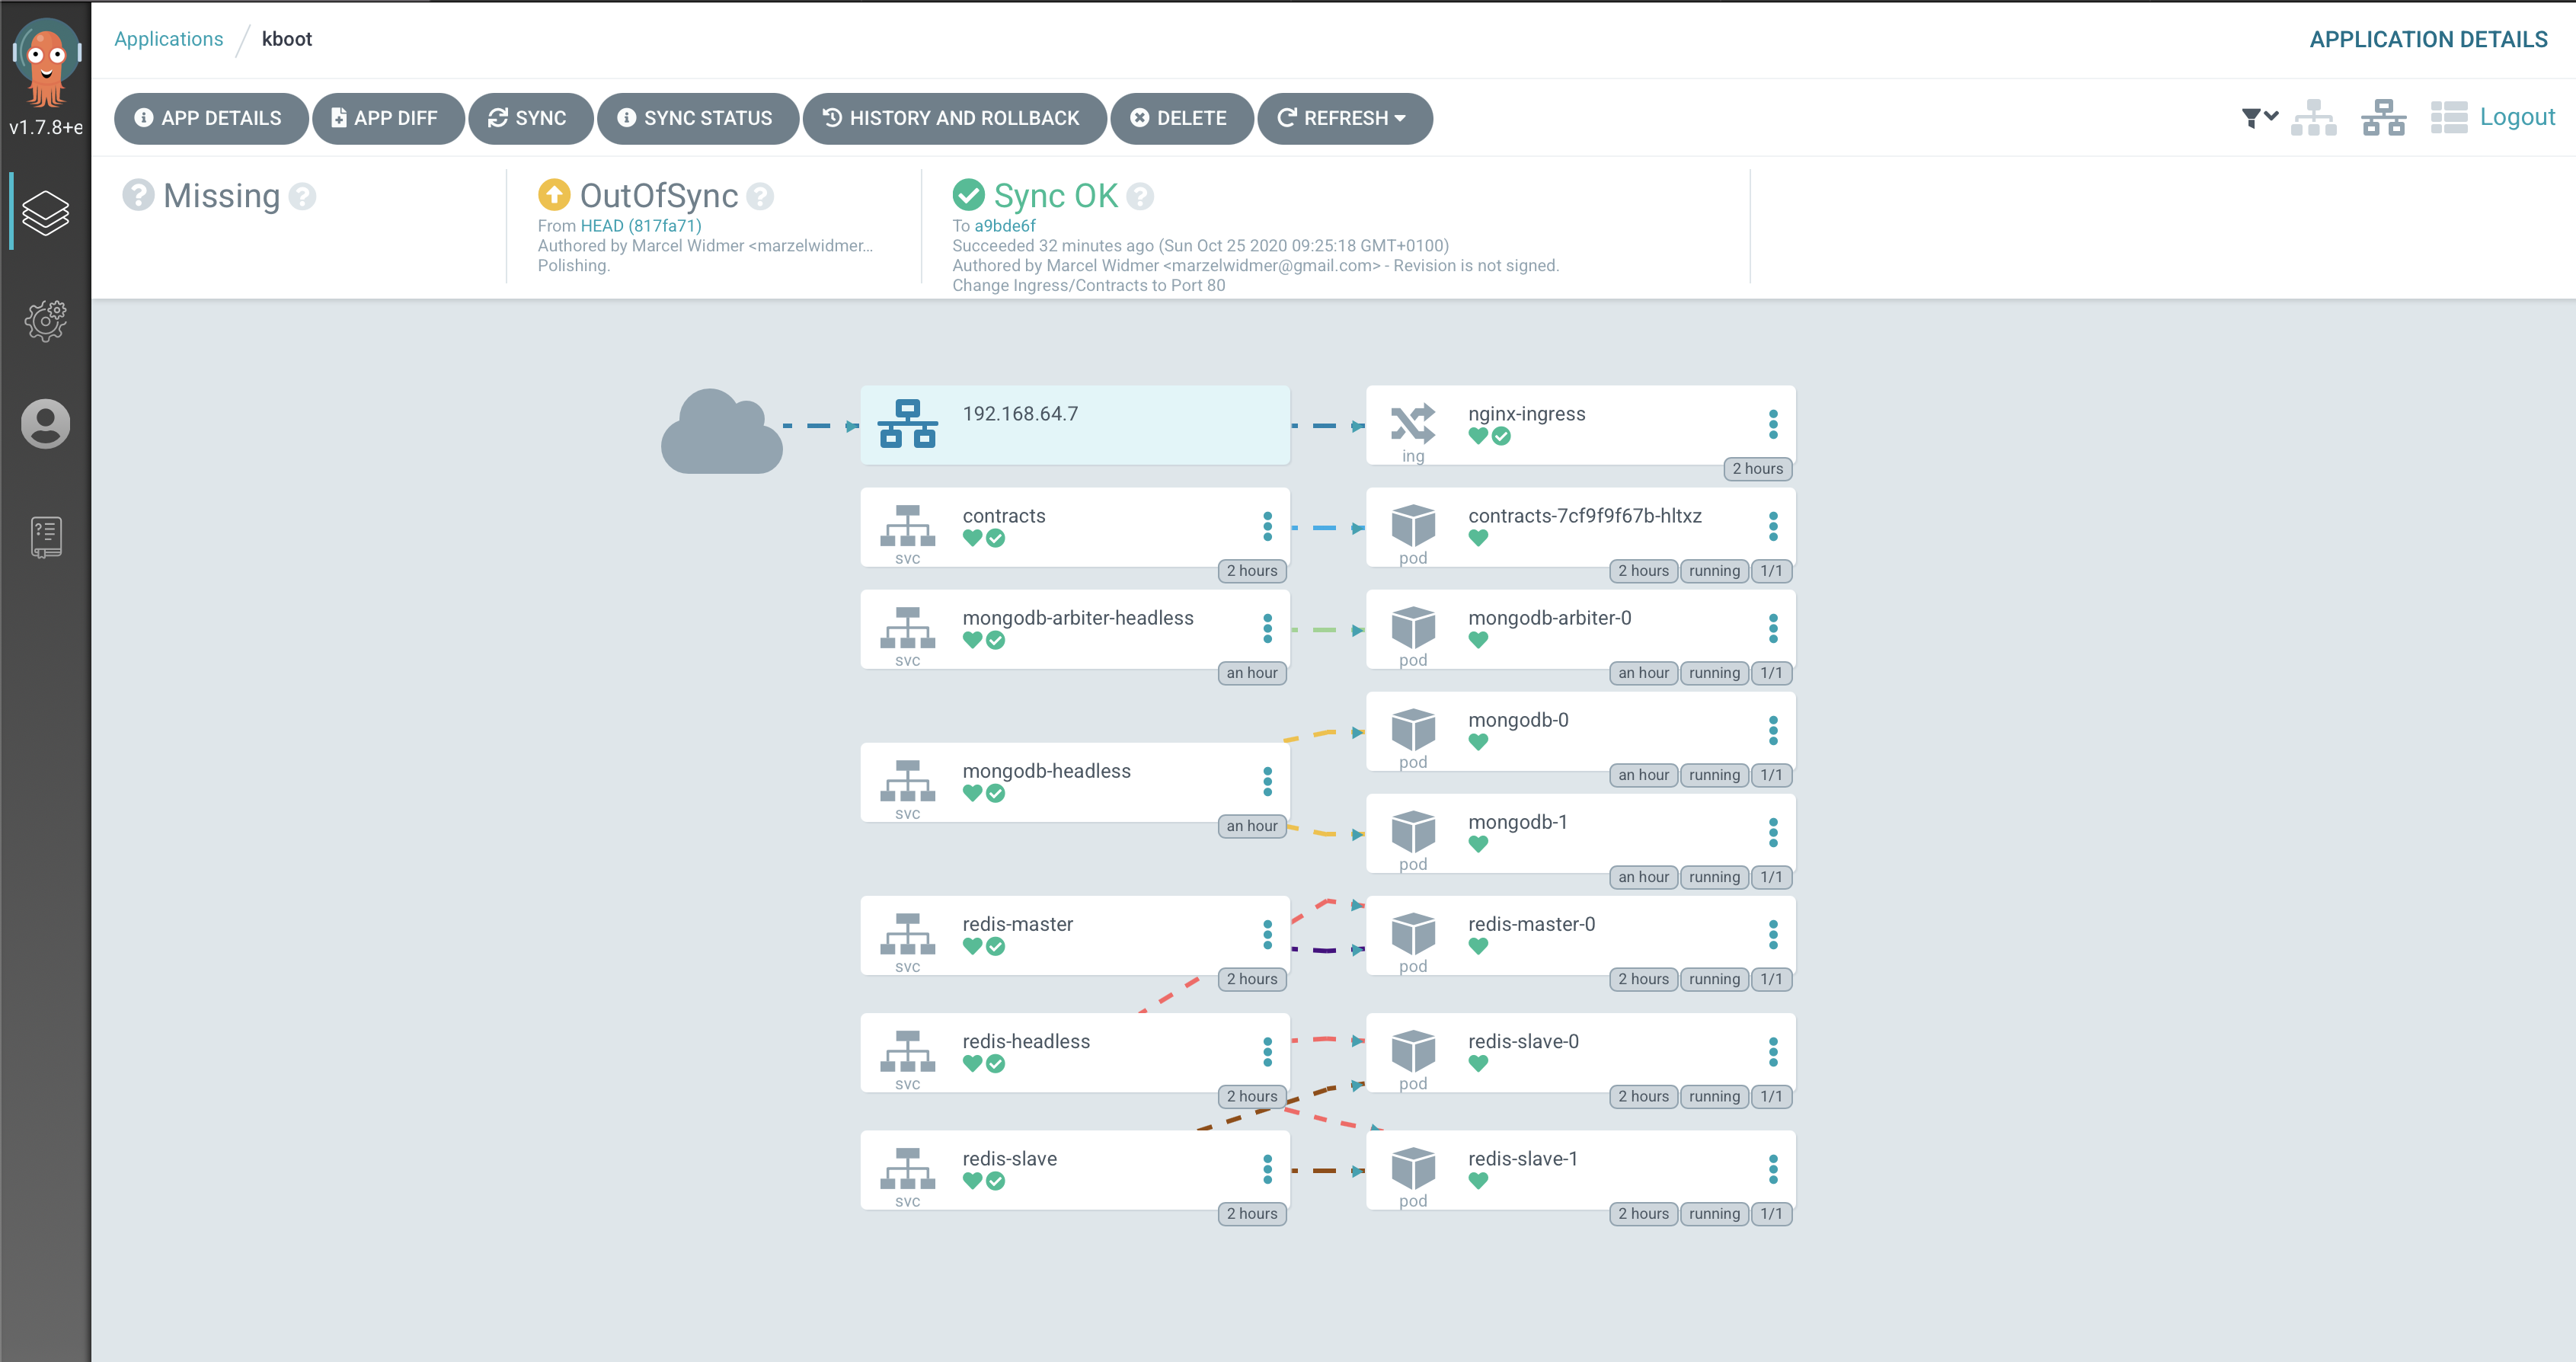 Applications / kboot
APPLICATION DETAILS
v1.7.8+e
APP DETAILS
APP DIFF
SYNC
SYNC STATUS
HISTORY AND ROLLBACK
DELETE
REFRESH
Logout
Missing
OutOfSync
From HEAD (817fa71)
Authored by Marcel Widmer <marzelwidmer...
Polishing.
Sync OK
To a9bde6f
Succeeded 32 minutes ago (Sun Oct 25 2020 09:25:18 GMT+0100)
Authored by Marcel Widmer <marzelwidmer@gmail.com> - Revision is not signed.
Change Ingress/Contracts to Port 80
192.168.64.7
nginx-ingress
ing
2 hours
contracts
svc
2 hours
contracts-7cf9f9f67b-hltxz
pod
2 hours running 1/1
mongodb-arbiter-headless
svc
an hour
mongodb-arbiter-0
pod
an hour running 1/1
mongodb-0
pod
an hour running 1/1
mongodb-headless
svc
an hour
mongodb-1
pod
an hour running 1/1
redis-master
svc
2 hours
redis-master-0
pod
2 hours running 1/1
redis-headless
svc
2 hours
redis-slave-0
pod
2 hours running 1/1
redis-slave
svc
2 hours
redis-slave-1
pod
2 hours running 1/1